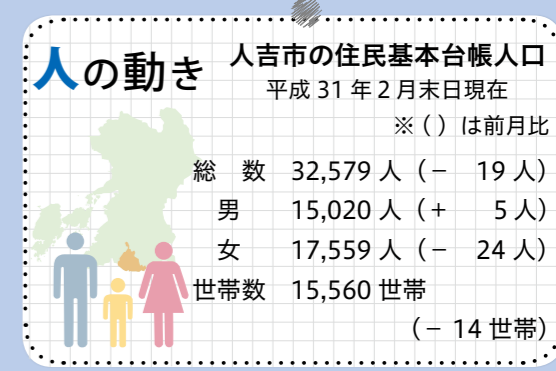 人の動き
人吉市の住民基本台帳人口
平成 31 年 2 月末日現在
※ ( ) は前月比
総　数　32,579 人（－　19 人）
男　15,020 人（＋　5 人）
女　17,559 人（－　24 人）
世帯数　15,560 世帯
（－ 14 世帯）